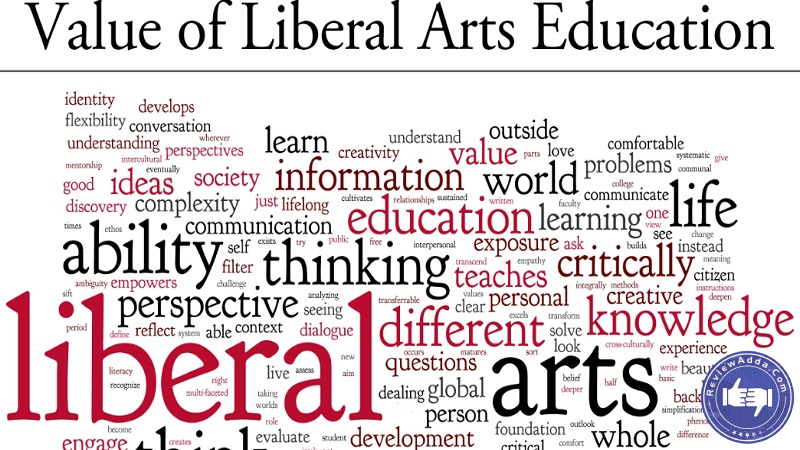 Value of Liberal Arts Education
identity develops
flexibility conversation
understanding wherever perspectives learn creativity understand outside
mentorship intercultural value parts love comfortable systematic give
good eventually ideas society information world problems communal
discovery complexity just lifelong cultivates relationships sustained written faculty college communicate life
times ethos communication education learning one view see change
ability self exists try public free interpersonal exposure ask builds instead
filter thinking transcend empathy teaches critically meaning citizen
ambiguity empowers challenge integrally methods instructions
sift perspective analyzing seeing transferrable values clear personal creative deepen
period define reflect system able context dialogue different excels transform solve knowledge
liberal new occurs matures sort look cross-culturally experience
literacy live assess aim questions arts belief write
recognize right multi-faceted taking worlds dealing global deeper half basic back
role person simplification
become foundation outlook whole difference
engage creates think evaluate student development critical comfort
ReviewAdda.Com